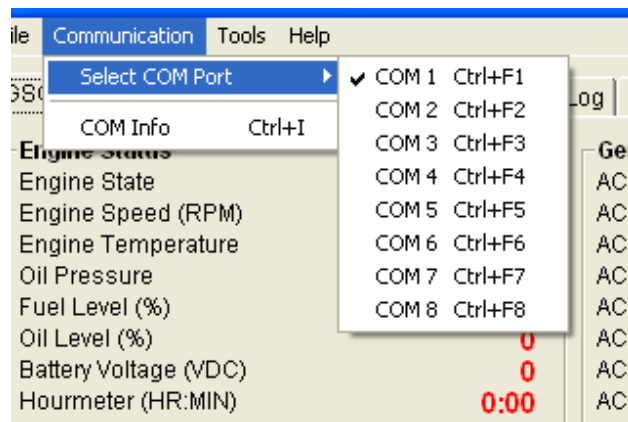 Communication Tools Help
Select COM Port
COM Info Ctrl+I
COM 1 Ctrl+F1
COM 2 Ctrl+F2
COM 3 Ctrl+F3
COM 4 Ctrl+F4
COM 5 Ctrl+F5
COM 6 Ctrl+F6
COM 7 Ctrl+F7
COM 8 Ctrl+F8
Engine Status
Engine State
Engine Speed (RPM)
Engine Temperature
Oil Pressure
Fuel Level (%)
Oil Level (%) 0
Battery Voltage (VDC) 0
Hourmeter (HR:MIN) 0:00
Log
Ge
AC
AC
AC
AC
AC
AC
AC
AC